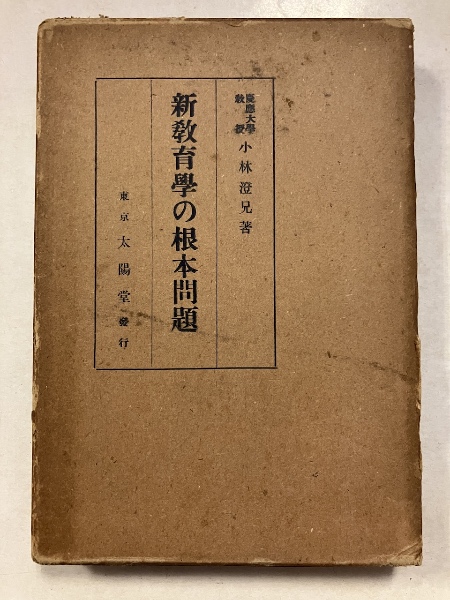 慶應大學
教授
小林澄兄著
新教育學の根本問題
東京 太陽堂 發行